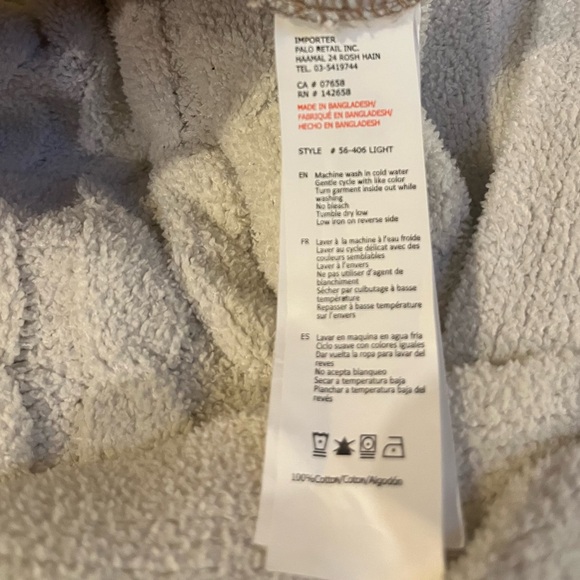 IMPORTER
PALO RETAIL INC.
HAAMAL 24 ROSH HAIN
TEL. 03-5419744
CA # 07658
RN # 142658
MADE IN BANGLADESH/
FABRIQUÉ EN BANGLADESH/
HECHO EN BANGLADESH
STYLE # 56-406 LIGHT
EN Machine wash in cold water
Gentle cycle with like color
Turn garment inside out while
washing
No bleach
Tumble dry low
Low iron on reverse side
FR Laver à la machine à l'eau froide
Laver au cycle délicat avec des
couleurs semblables
Laver à l'envers
Ne pas utiliser d'agent de
blanchiment
Sécher par culbutage à basse
température
Repasser à basse température
sur l'envers
ES Lavar en maquina en agua fria
Ciclo suave con colores iguales
Dar vuelta la ropa para lavar del
reves
No acepta blanqueo
Secar a temperatura baja
Planchar a temperatura baja del
revés
100%Cotton/Coton/Algodón